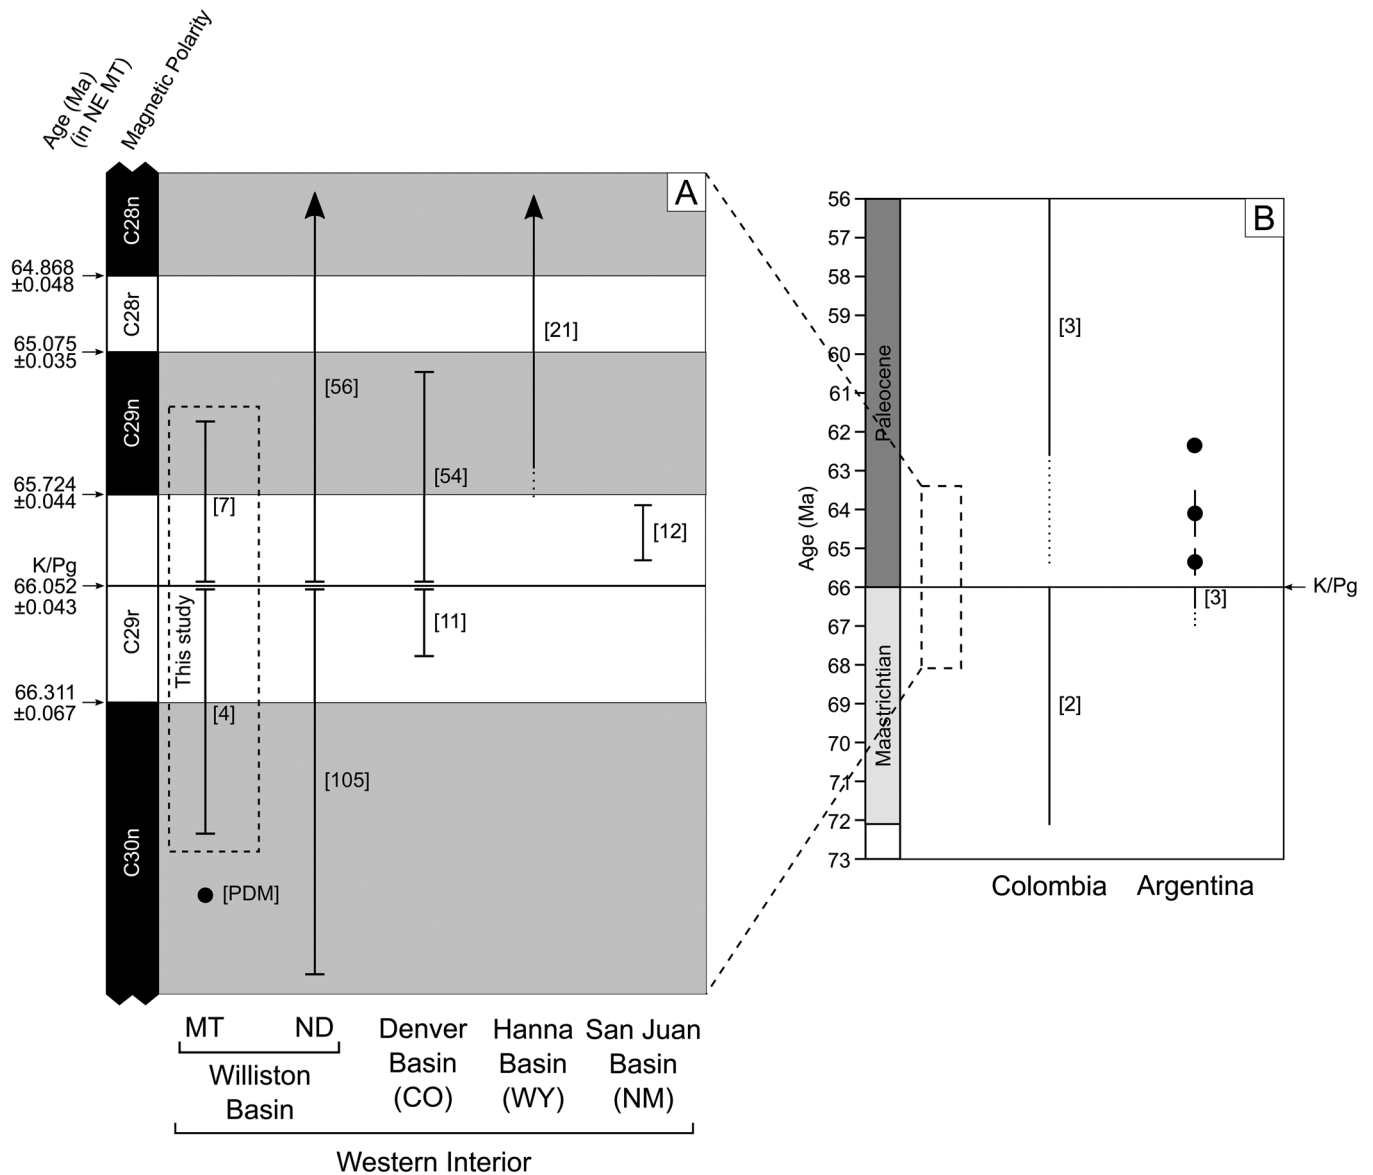 Age (Ma)
(in NE MT)
Magnetic Polarity
A
C28n
64.868
±0.048
C28r
65.075
±0.035
C29n
65.724
±0.044
K/Pg
66.052
±0.043
C29r
66.311
±0.067
C30n
[21]
[56]
[54]
[7]
[12]
[11]
This study
[4]
[105]
[PDM]
MT
ND
Denver
Basin
(CO)
Hanna
Basin
(WY)
San Juan
Basin
(NM)
Williston
Basin
Western Interior
B
Age (Ma)
56
57
58
59
60
61
62
63
64
65
66
67
68
69
70
71
72
73
Paleocene
Maastrichtian
[3]
[3]
[2]
K/Pg
Colombia
Argentina